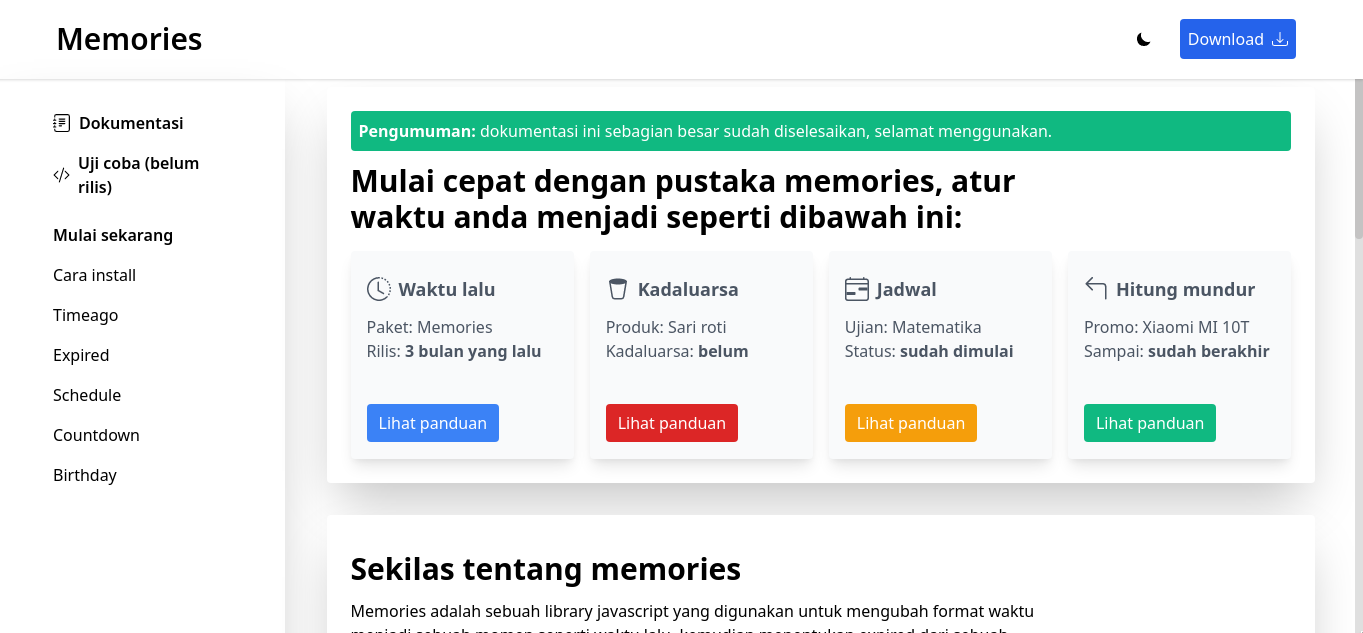 Memories
Download
Dokumentasi
Uji coba (belum
rilis)
Mulai sekarang
Cara install
Timeago
Expired
Schedule
Countdown
Birthday
Pengumuman: dokumentasi ini sebagian besar sudah diselesaikan, selamat menggunakan.
Mulai cepat dengan pustaka memories, atur
waktu anda menjadi seperti dibawah ini:
Waktu lalu
Paket: Memories
Rilis: 3 bulan yang lalu
Lihat panduan
Kadaluarsa
Produk: Sari roti
Kadaluarsa: belum
Lihat panduan
Jadwal
Ujian: Matematika
Status: sudah dimulai
Lihat panduan
Hitung mundur
Promo: Xiaomi MI 10T
Sampai: sudah berakhir
Lihat panduan
Sekilas tentang memories
Memories adalah sebuah library javascript yang digunakan untuk mengubah format waktu